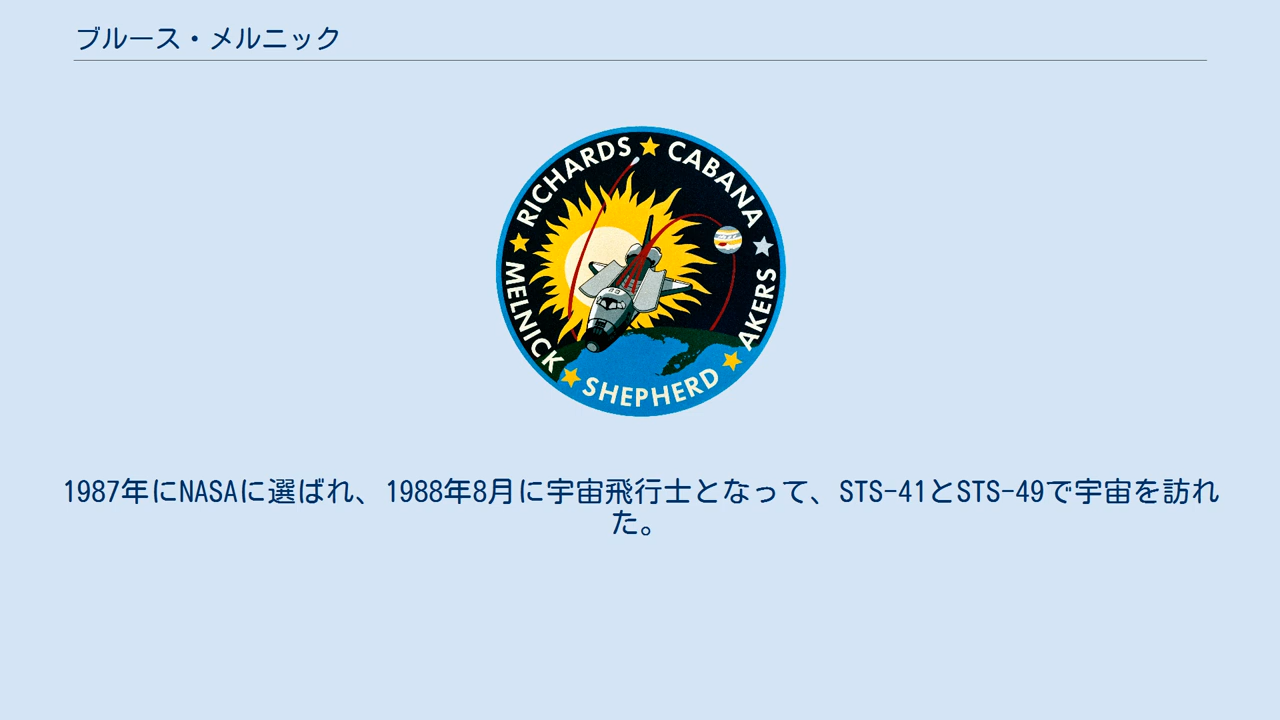 ブルース・メルニック
RICHARDS
CABANA
MELNICK
AKERS
SHEPHERD
1987年にNASAに選ばれ、1988年8月に宇宙飛行士となって、STS-41とSTS-49で宇宙を訪れ
た。